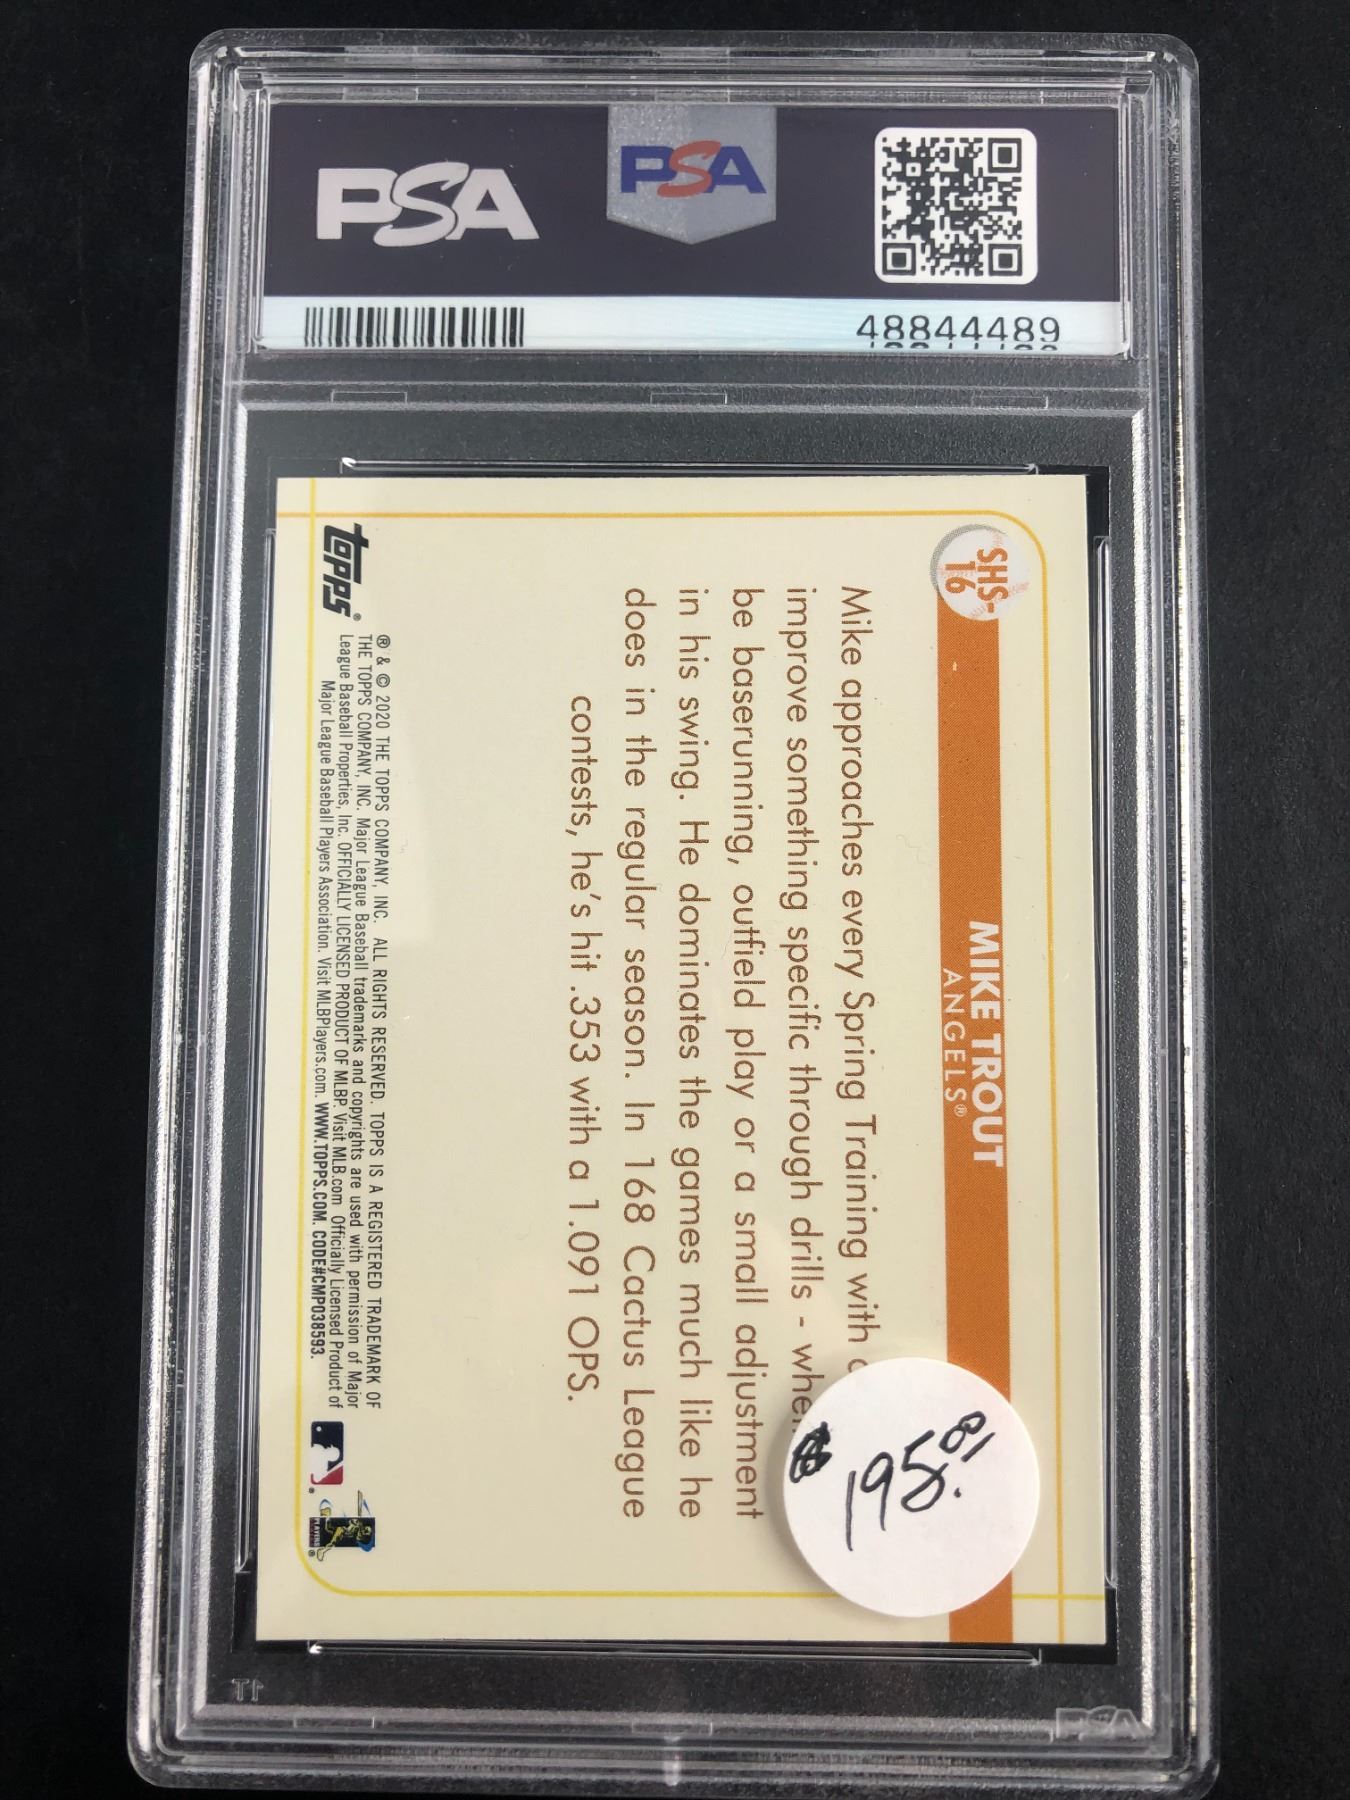 PSA
PSA
48844489
SHS-
16
MIKE TROUT
ANGELS®
Mike approaches every Spring Training with
improve something specific through drills -
be baserunning, outfield play or a small adjustment
in his swing. He dominates the games much like he
does in the regular season. In 168 Cactus League
contests, he's hit .353 with a 1.091 OPS.
topps®
® & © 2020 THE TOPPS COMPANY, INC. ALL RIGHTS RESERVED. TOPPS IS A REGISTERED TRADEMARK OF
THE TOPPS COMPANY, INC. Major League Baseball trademarks and copyrights are used with permission of Major
League Baseball Properties, Inc. OFFICIALLY LICENSED PRODUCT OF MLBP. Visit MLB.com Officially Licensed Product of
Major League Baseball Players Association. Visit MLBPlayers.com. WWW.TOPPS.COM. CODE#CMP038593.
PLAYERS
$ 195.81
PSA